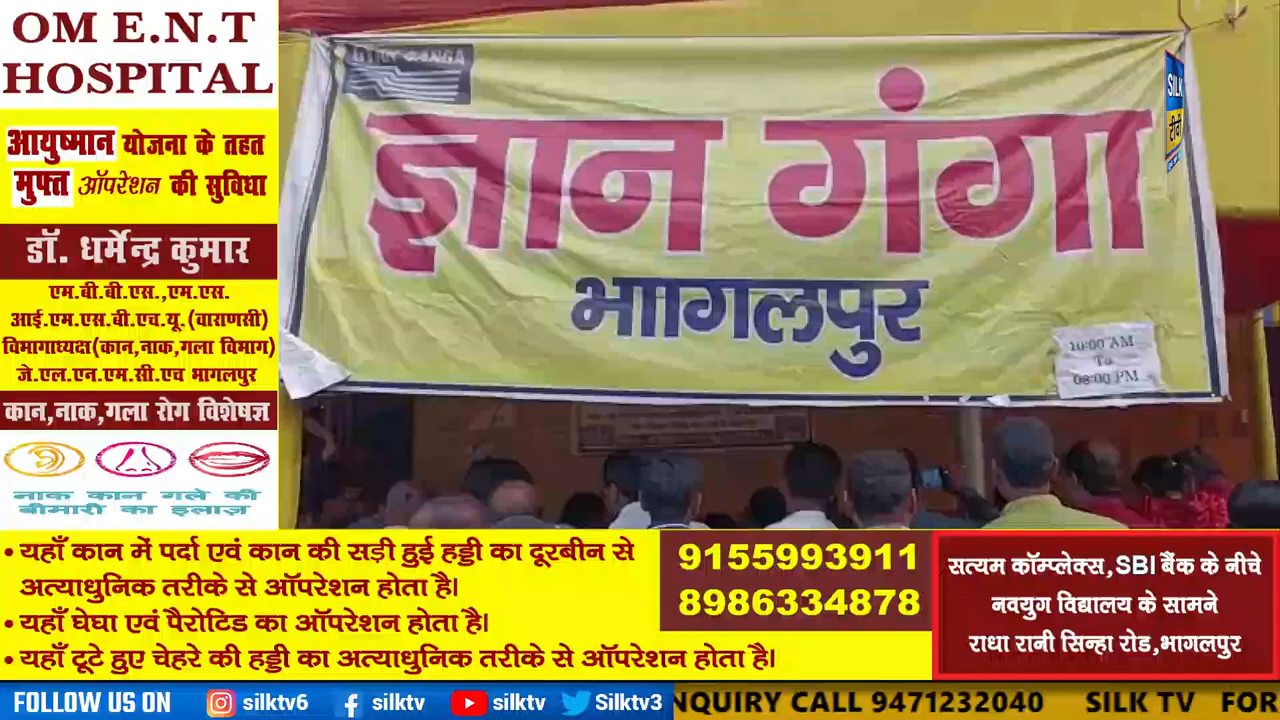 OM E.N.T
HOSPITAL
आयुष्मान योजना के तहत
मुफ्त ऑपरेशन की सुविधा
डॉ. धर्मेन्द्र कुमार
एम.बी.बी.एस.,एम.एस.
आई.एम.एस.बी.एच.यू.(वाराणसी)
विभागाध्यक्ष(कान,नाक,गला विभाग)
जे.एल.एन.एम.सी.एच भागलपुर
कान,नाक,गला रोग विशेषज्ञ
नाक कान गले की
बीमारी का इलाज़
GYAN GANGA
ज्ञान गंगा
भागलपुर
10:00 AM
To
08:00 PM
SILK
टीवी
• यहाँ कान में पर्दा एवं कान की सड़ी हुई हड्डी का दूरबीन से
अत्याधुनिक तरीके से ऑपरेशन होता है।
• यहाँ घेघा एवं पैरोटिड का ऑपरेशन होता है।
• यहाँ टूटे हुए चेहरे की हड्डी का अत्याधुनिक तरीके से ऑपरेशन होता है।
9155993911
8986334878
सत्यम कॉम्प्लेक्स,SBI बैंक के नीचे
नवयुग विद्यालय के सामने
राधा रानी सिन्हा रोड,भागलपुर
FOLLOW US ON silktv6 silktv silktv Silktv3 NQUIRY CALL 9471232040 SILK TV FOR